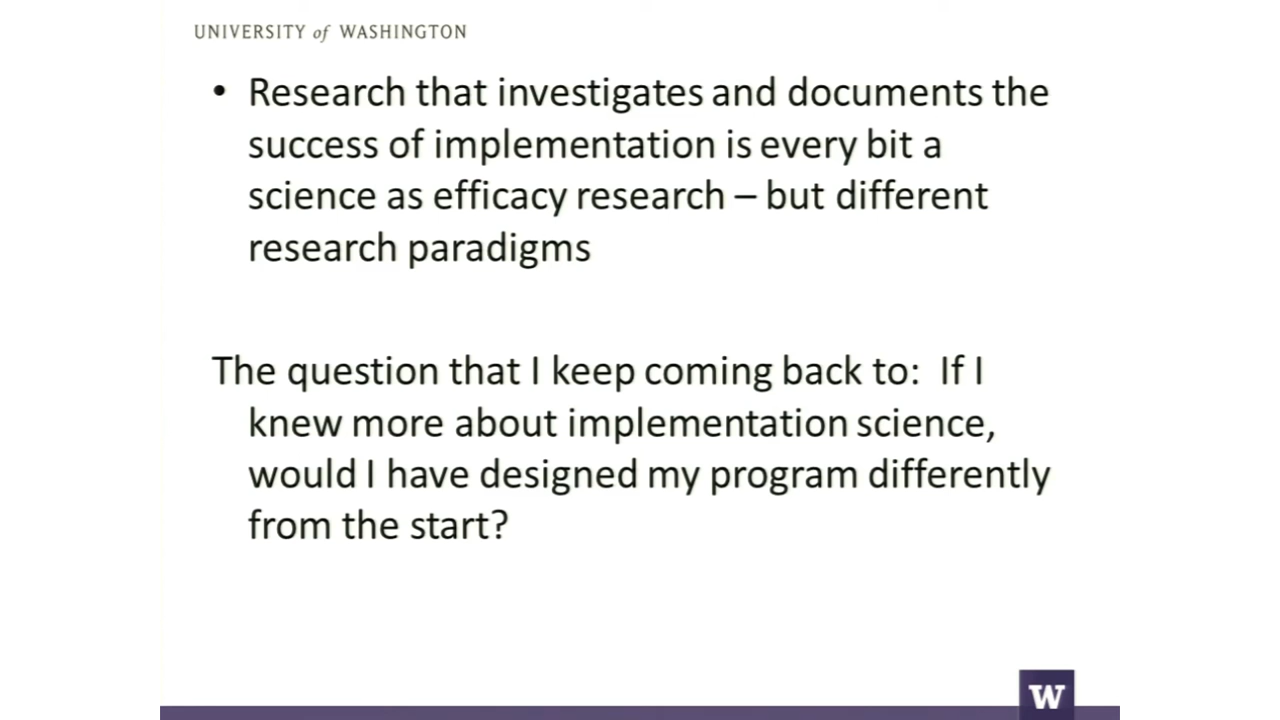 UNIVERSITY of WASHINGTON
• Research that investigates and documents the
success of implementation is every bit a
science as efficacy research – but different
research paradigms
The question that I keep coming back to:  If I
knew more about implementation science,
would I have designed my program differently
from the start?
W